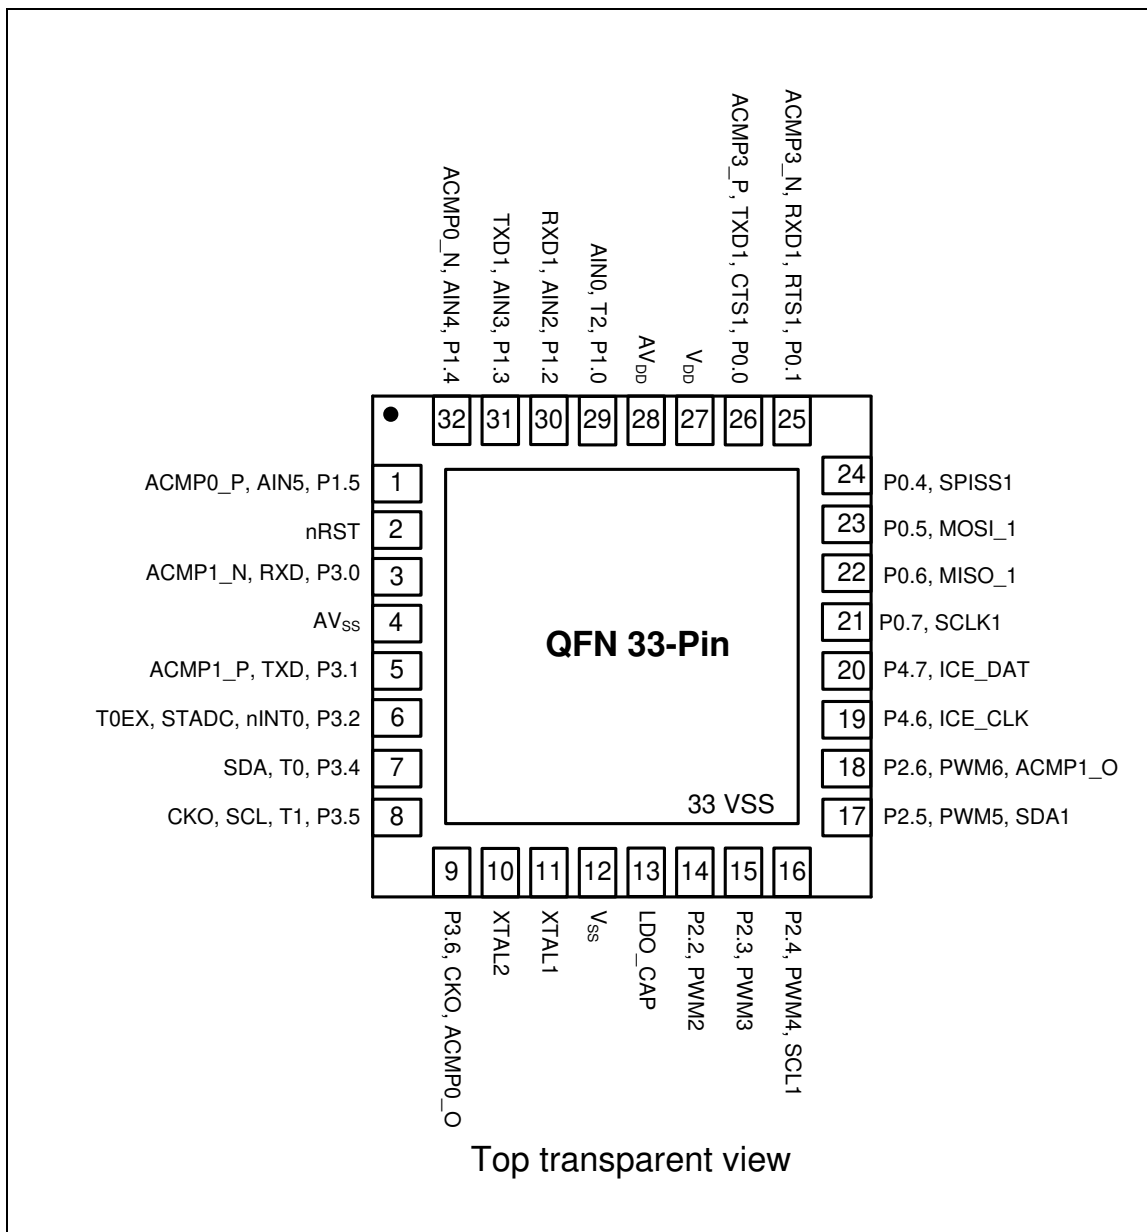 ACMP0_N, AIN4, P1.4
TXD1, AIN3, P1.3
RXD1, AIN2, P1.2
AIN0, T2, P1.0
AVDD
VDD
ACMP3_P, TXD1, CTS1, P0.0
ACMP3_N, RXD1, RTS1, P0.1
32
31
30
29
28
27
26
25
ACMP0_P, AIN5, P1.5
1
nRST
2
ACMP1_N, RXD, P3.0
3
AVSS
4
ACMP1_P, TXD, P3.1
5
T0EX, STADC, nINT0, P3.2
6
SDA, T0, P3.4
7
CKO, SCL, T1, P3.5
8
QFN 33-Pin
33 VSS
24
P0.4, SPISS1
23
P0.5, MOSI_1
22
P0.6, MISO_1
21
P0.7, SCLK1
20
P4.7, ICE_DAT
19
P4.6, ICE_CLK
18
P2.6, PWM6, ACMP1_O
17
P2.5, PWM5, SDA1
9
10
11
12
13
14
15
16
P3.6, CKO, ACMP0_O
XTAL2
XTAL1
VSS
LDO_CAP
P2.2, PWM2
P2.3, PWM3
P2.4, PWM4, SCL1
Top transparent view